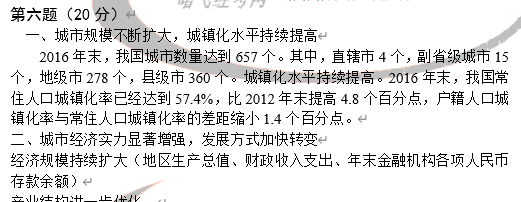 第六题（20 分）
一、城市规模不断扩大，城镇化水平持续提高
2016 年末，我国城市数量达到 657 个。其中，直辖市 4 个，副省级城市 15
个，地级市 278 个，县级市 360 个。城镇化水平持续提高。2016 年末，我国常
住人口城镇化率已经达到 57.4%，比 2012 年末提高 4.8 个百分点，户籍人口城
镇化率与常住人口城镇化率的差距缩小 1.4 个百分点。
二、城市经济实力显著增强，发展方式加快转变
经济规模持续扩大（地区生产总值、财政收入支出、年末金融机构各项人民币
存款余额）
产业结构进一步优化